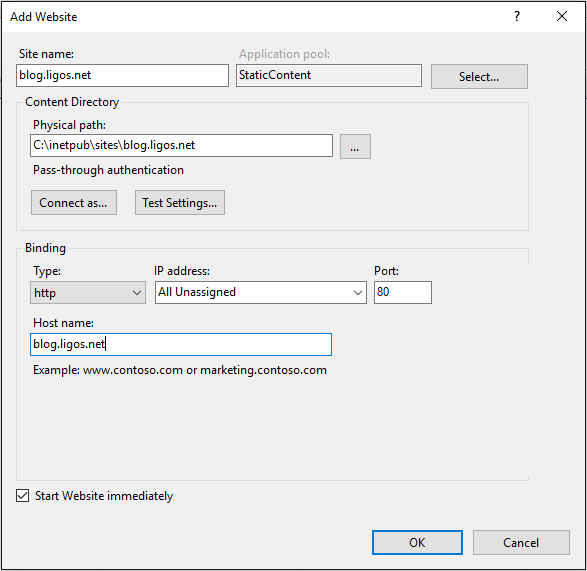 Add Website
?
Site name:
Application pool:
blog.ligos.net
StaticContent
Select...
Content Directory
Physical path:
C:\inetpub\sites\blog.ligos.net
...
Pass-through authentication
Connect as...
Test Settings...
Binding
Type:
IP address:
Port:
http
All Unassigned
80
Host name:
blog.ligos.net
Example: www.contoso.com or marketing.contoso.com
Start Website immediately
OK
Cancel